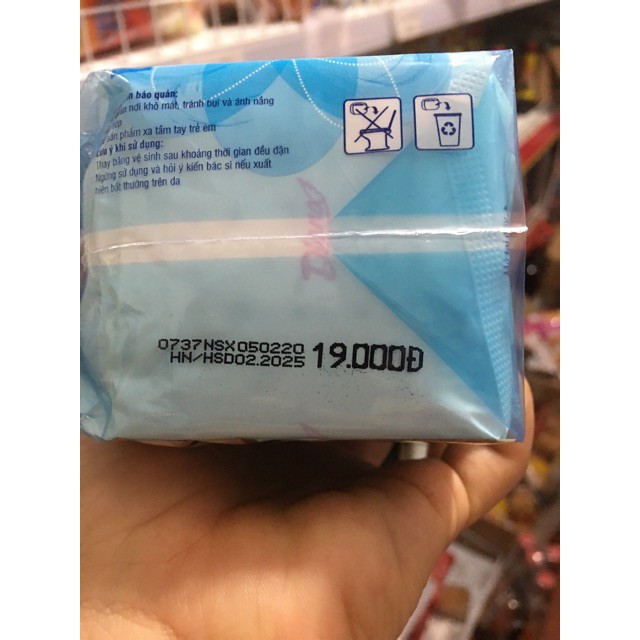 bảo quản:
nơi khô mát, tránh bụi và ánh nắng
phẩm xa tầm tay trẻ em
Lưu ý khi sử dụng:
Thay băng vệ sinh sau khoảng thời gian đều đặn
Ngừng sử dụng và hỏi ý kiến bác sĩ nếu xuất
hiện bất thường trên da
0737NSX050220
HN/HSD02.2025
19.000Đ